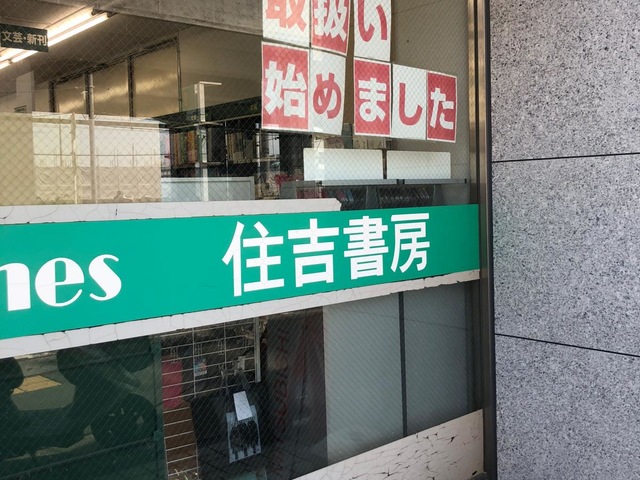 文芸・新刊
取扱い
始めました
nes 住吉書房